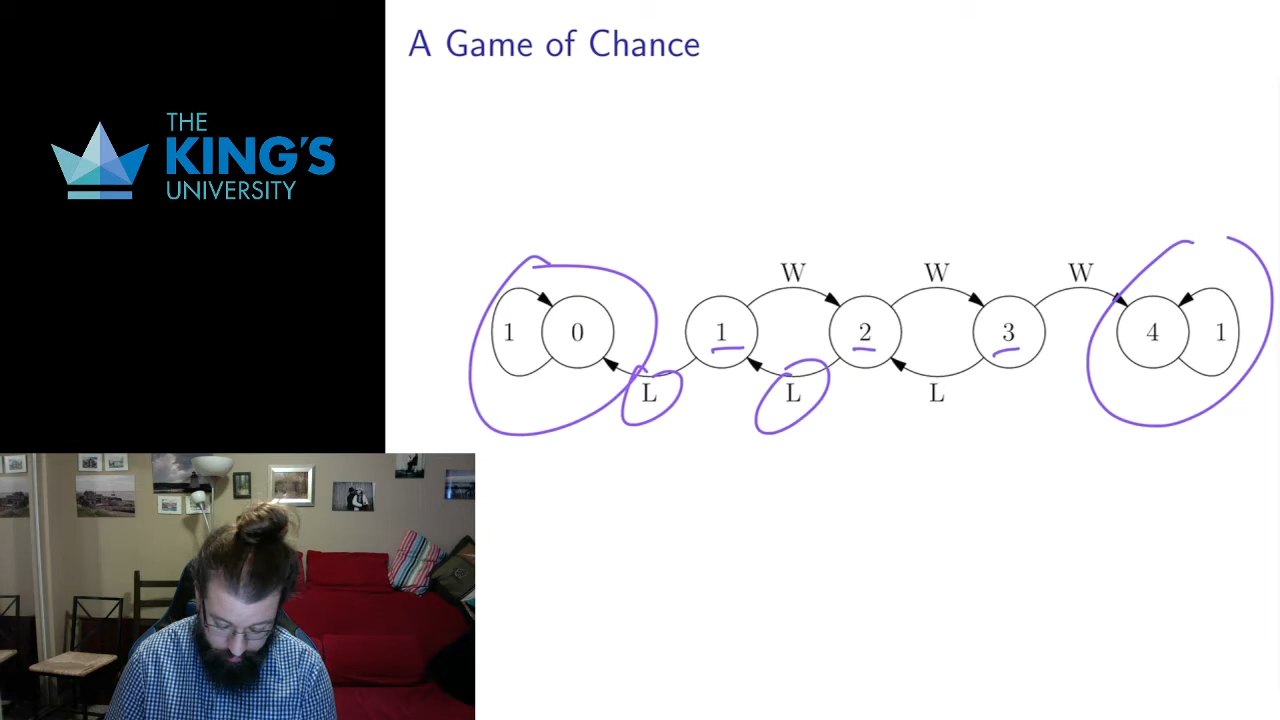 A Game of Chance
THE
KING'S
UNIVERSITY
W W W
1 0 1 2 3 4 1
L L L